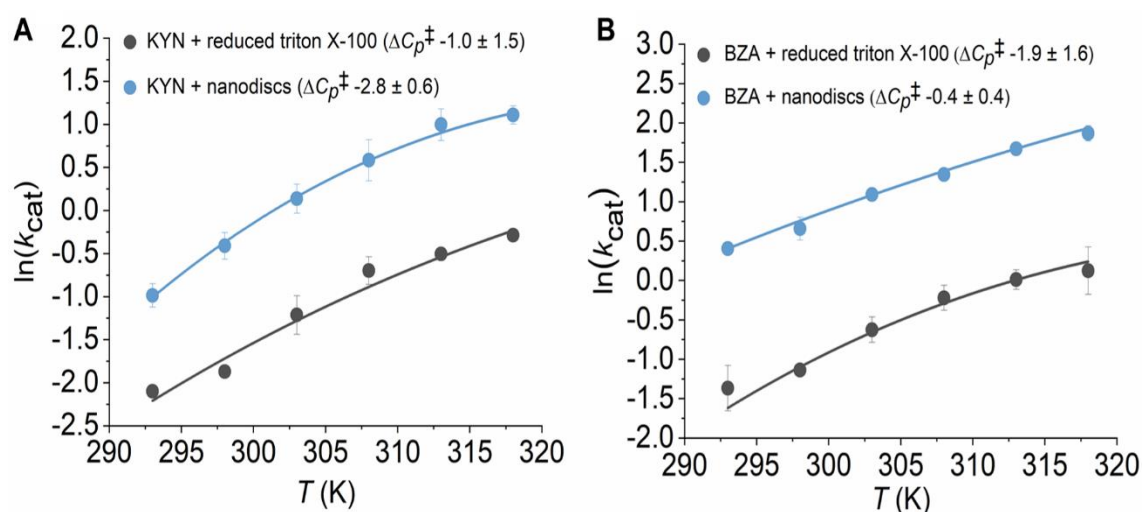 A
KYN + reduced triton X-100 (ΔCp‡ -1.0 ± 1.5)
KYN + nanodiscs (ΔCp‡ -2.8 ± 0.6)
ln(kcat)
2.0
1.5
1.0
0.5
0.0
-0.5
-1.0
-1.5
-2.0
-2.5
290 295 300 305 310 315 320
T (K)
B
BZA + reduced triton X-100 (ΔCp‡ -1.9 ± 1.6)
BZA + nanodiscs (ΔCp‡ -0.4 ± 0.4)
ln(kcat)
3.0
2.5
2.0
1.5
1.0
0.5
0.0
-0.5
-1.0
-1.5
-2.0
290 295 300 305 310 315 320
T (K)